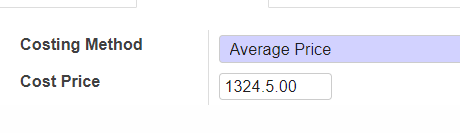 Costing Method
Average Price
Cost Price
1324.5.00